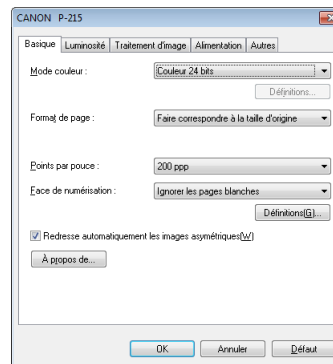 CANON P-215
Basique Luminosité Traitement d'image Alimentation Autres
Mode couleur : Couleur 24 bits
Définitions...
Format de page : Faire correspondre à la taille d'origine
Points par pouce : 200 ppp
Face de numérisation : Ignorer les pages blanches
Définitions(G)...
Redresse automatiquement les images asymétriques(W)
À propos de...
OK Annuler Défaut